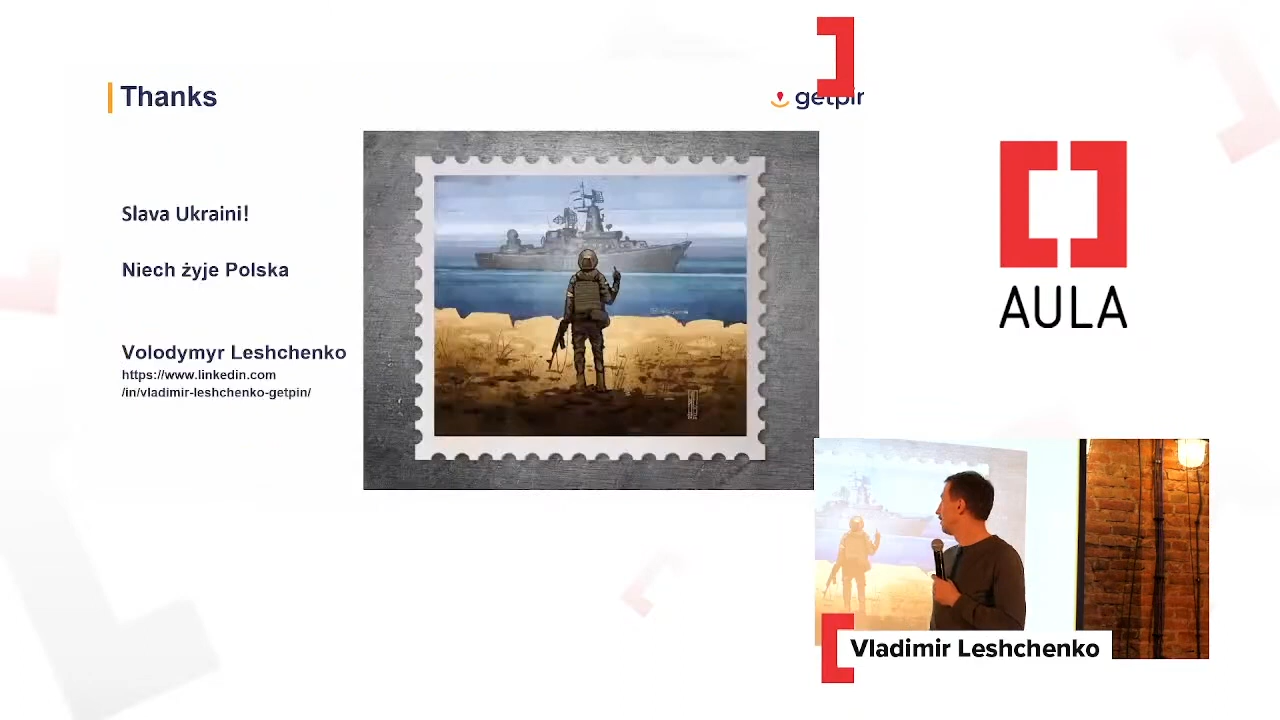 Thanks
getpin
Slava Ukraini!
Niech żyje Polska
Volodymyr Leshchenko
https://www.linkedin.com
/in/vladimir-leshchenko-getpin/
AULA
Vladimir Leshchenko